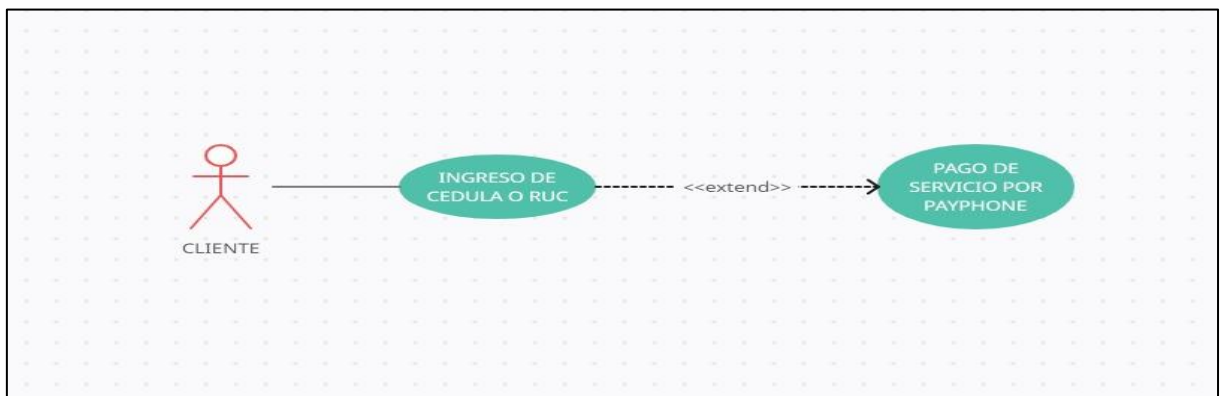 INGRESO DE
CEDULA O RUC
<<extend>>
PAGO DE
SERVICIO POR
PAYPHONE
CLIENTE